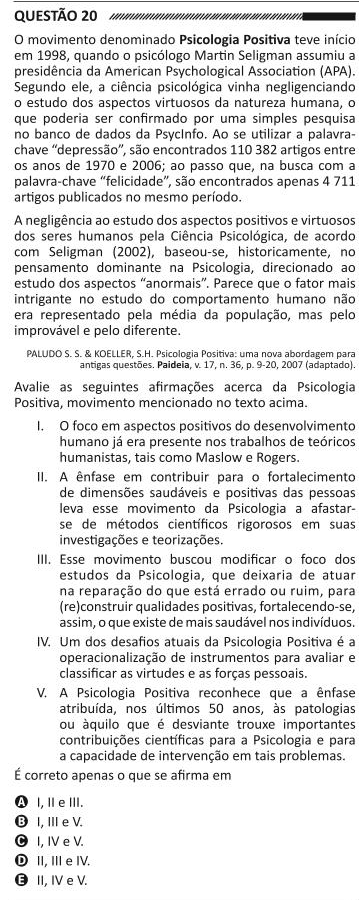 QUESTÃO 20
O movimento denominado Psicologia Positiva teve início
em 1998, quando o psicólogo Martin Seligman assumiu a
presidência da American Psychological Association (APA).
Segundo ele, a ciência psicológica vinha negligenciando
o estudo dos aspectos virtuosos da natureza humana, o
que poderia ser confirmado por uma simples pesquisa
no banco de dados da PsycInfo. Ao se utilizar a palavra-
chave “depressão”, são encontrados 110 382 artigos entre
os anos de 1970 e 2006; ao passo que, na busca com a
palavra-chave “felicidade”, são encontrados apenas 4 711
artigos publicados no mesmo período.
A negligência ao estudo dos aspectos positivos e virtuosos
dos seres humanos pela Ciência Psicológica, de acordo
com Seligman (2002), baseou-se, historicamente, no
pensamento dominante na Psicologia, direcionado ao
estudo dos aspectos “anormais”. Parece que o fator mais
intrigante no estudo do comportamento humano não
era representado pela média da população, mas pelo
improvável e pelo diferente.
PALUDO S. S. & KOELLER, S.H. Psicologia Positiva: uma nova abordagem para
antigas questões. Paideia, v. 17, n. 36, p. 9-20, 2007 (adaptado).
Avalie as seguintes afirmações acerca da Psicologia
Positiva, movimento mencionado no texto acima.
I. O foco em aspectos positivos do desenvolvimento
humano já era presente nos trabalhos de teóricos
humanistas, tais como Maslow e Rogers.
II. A ênfase em contribuir para o fortalecimento
de dimensões saudáveis e positivas das pessoas
leva esse movimento da Psicologia a afastar-
se de métodos científicos rigorosos em suas
investigações e teorizações.
III. Esse movimento buscou modificar o foco dos
estudos da Psicologia, que deixaria de atuar
na reparação do que está errado ou ruim, para
(re)construir qualidades positivas, fortalecendo-se,
assim, o que existe de mais saudável nos indivíduos.
IV. Um dos desafios atuais da Psicologia Positiva é a
operacionalização de instrumentos para avaliar e
classificar as virtudes e as forças pessoais.
V. A Psicologia Positiva reconhece que a ênfase
atribuída, nos últimos 50 anos, às patologias
ou àquilo que é desviante trouxe importantes
contribuições científicas para a Psicologia e para
a capacidade de intervenção em tais problemas.
É correto apenas o que se afirma em
A I, II e III.
B I, III e V.
C I, IV e V.
D II, III e IV.
E II, IV e V.